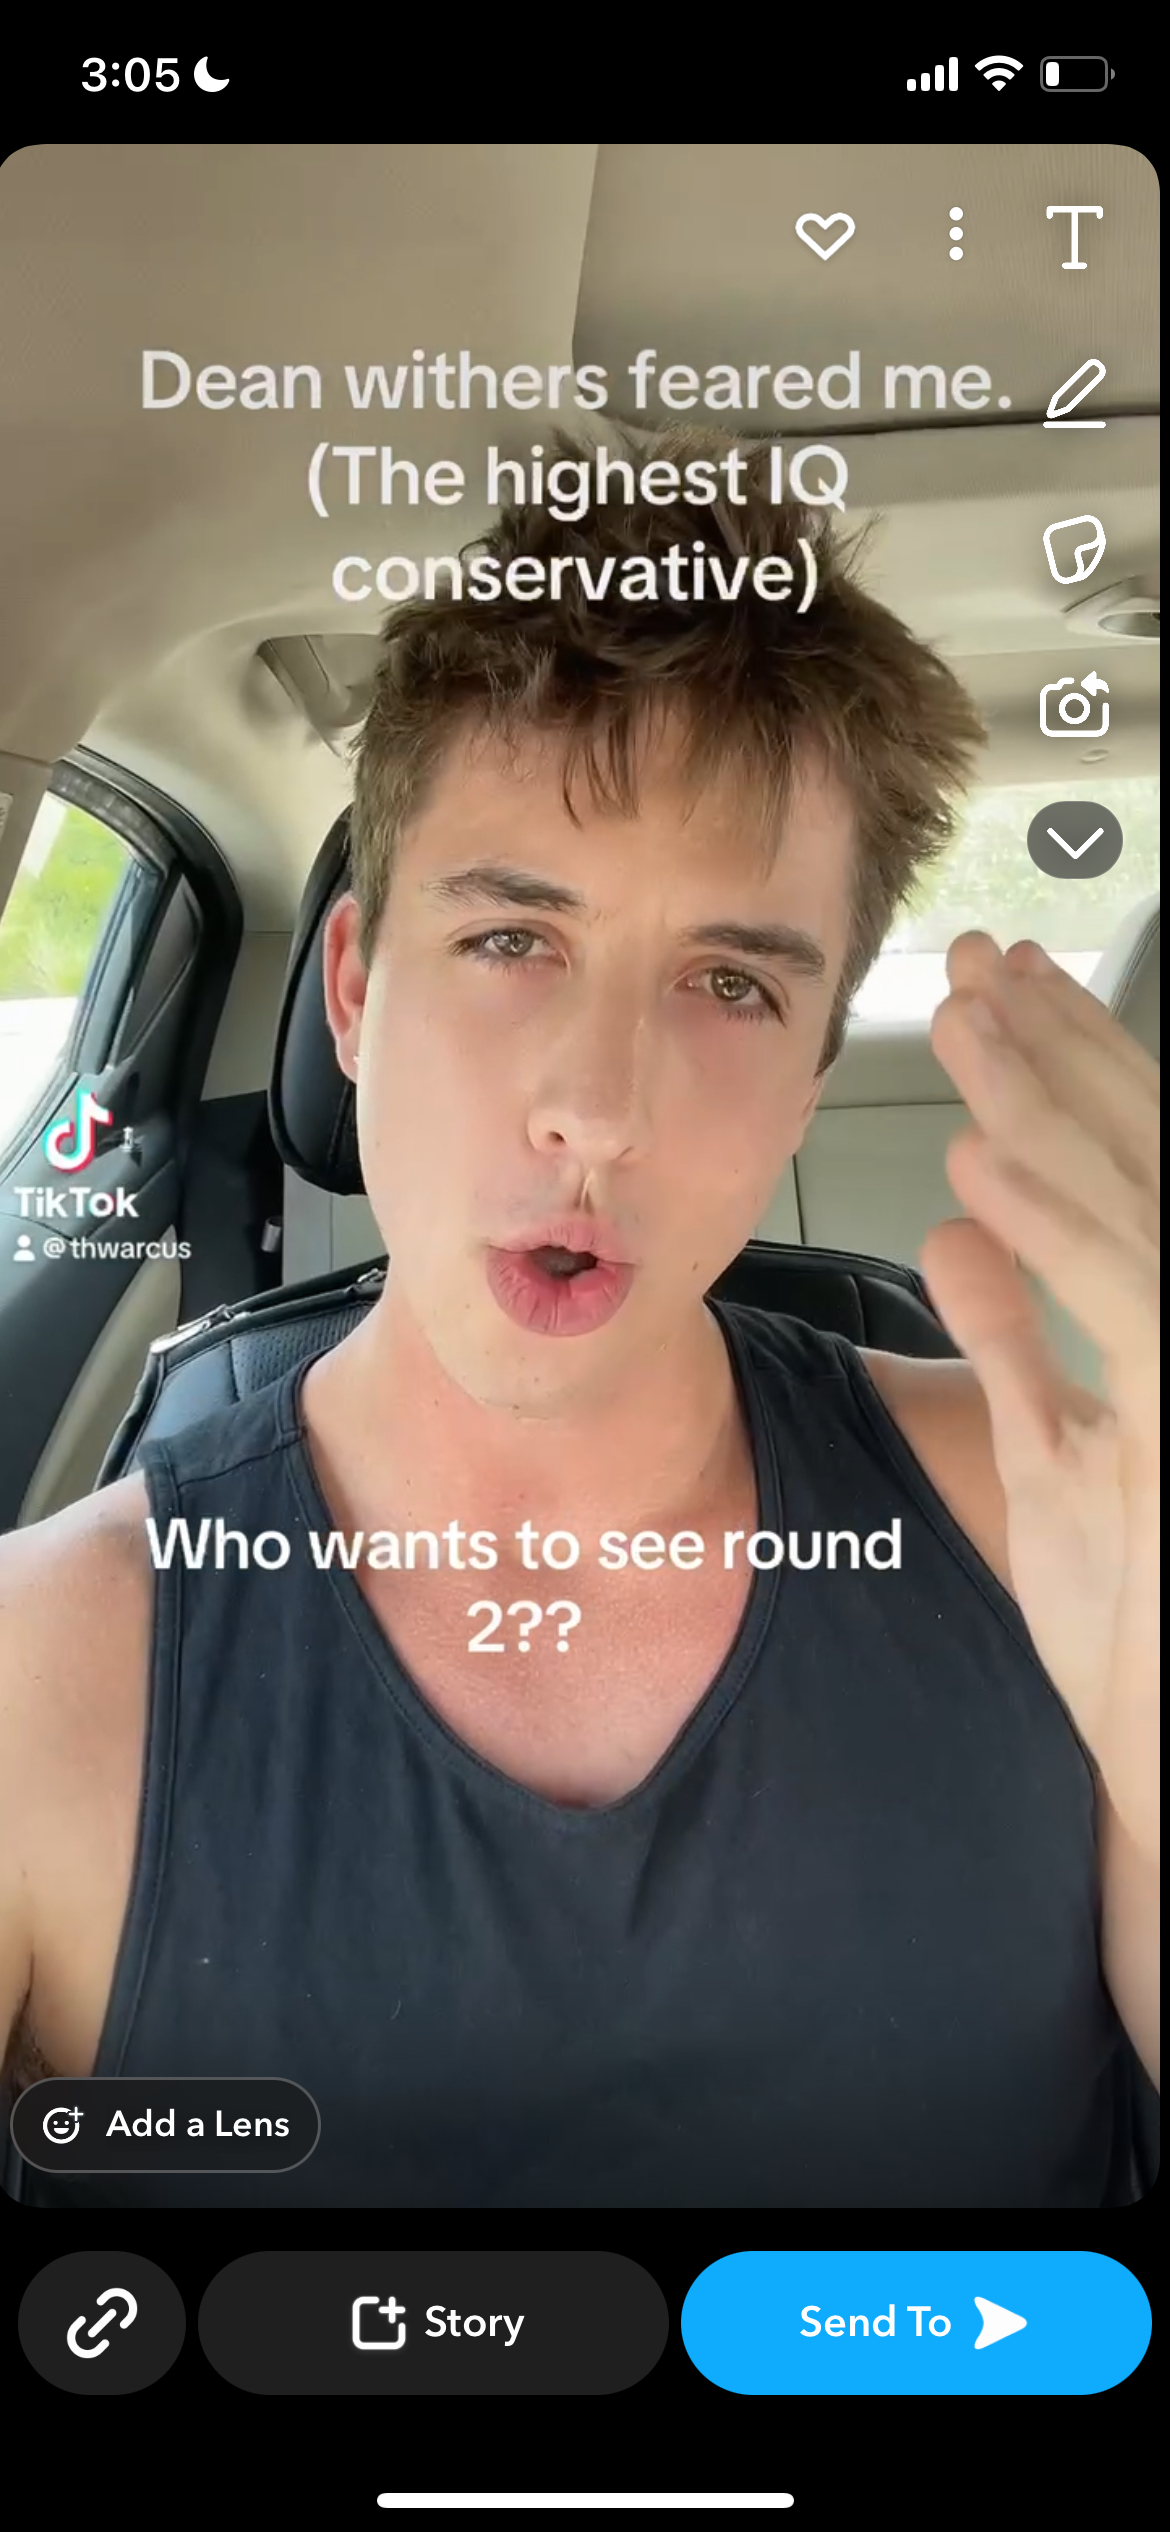 3:05
T
Dean withers feared me.
(The highest IQ
conservative)
TikTok
@thwarcus
Who wants to see round
2??
Add a Lens
Story
Send To